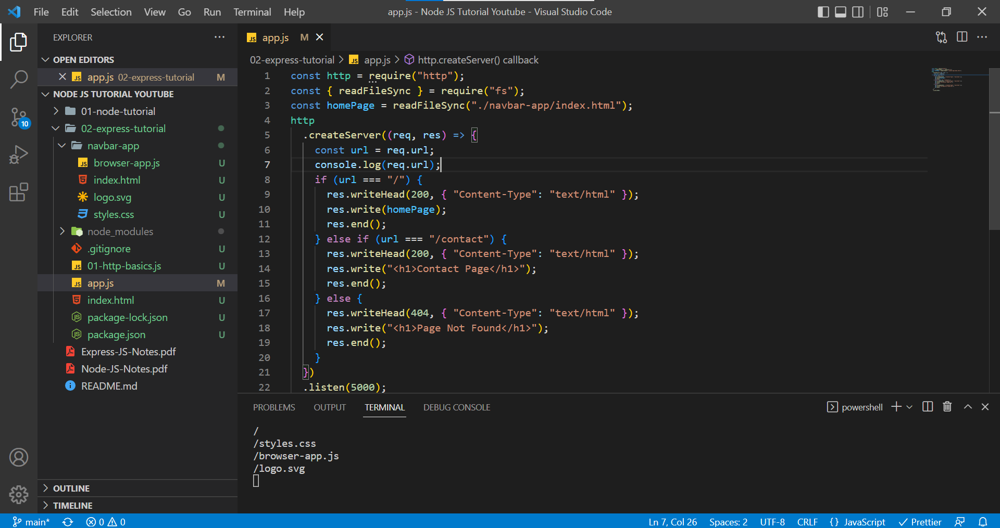 File Edit Selection View Go Run Terminal Help
app.js - Node JS Tutorial Youtube - Visual Studio Code
EXPLORER
OPEN EDITORS
JS app.js 02-express-tutorial M
NODE JS TUTORIAL YOUTUBE
01-node-tutorial
02-express-tutorial
navbar-app
JS browser-app.js U
index.html U
logo.svg U
styles.css U
node_modules
.gitignore U
JS 01-http-basics.js U
JS app.js M
index.html U
package-lock.json U
package.json U
Express-JS-Notes.pdf
Node-JS-Notes.pdf
README.md
OUTLINE
TIMELINE
10
JS app.js M
02-express-tutorial > JS app.js > http.createServer() callback
1 const http = require("http");
2 const { readFileSync } = require("fs");
3 const homePage = readFileSync("./navbar-app/index.html");
4 http
5 .createServer((req, res) => {
6 const url = req.url;
7 console.log(req.url);
8 if (url === "/") {
9 res.writeHead(200, { "Content-Type": "text/html" });
10 res.write(homePage);
11 res.end();
12 } else if (url === "/contact") {
13 res.writeHead(200, { "Content-Type": "text/html" });
14 res.write("<h1>Contact Page</h1>");
15 res.end();
16 } else {
17 res.writeHead(404, { "Content-Type": "text/html" });
18 res.write("<h1>Page Not Found</h1>");
19 res.end();
20 }
21 })
22 .listen(5000);
PROBLEMS OUTPUT TERMINAL DEBUG CONSOLE
powershell
/
/styles.css
/browser-app.js
/logo.svg
main* 0 0
Ln 7, Col 26 Spaces: 2 UTF-8 CRLF {} JavaScript Prettier